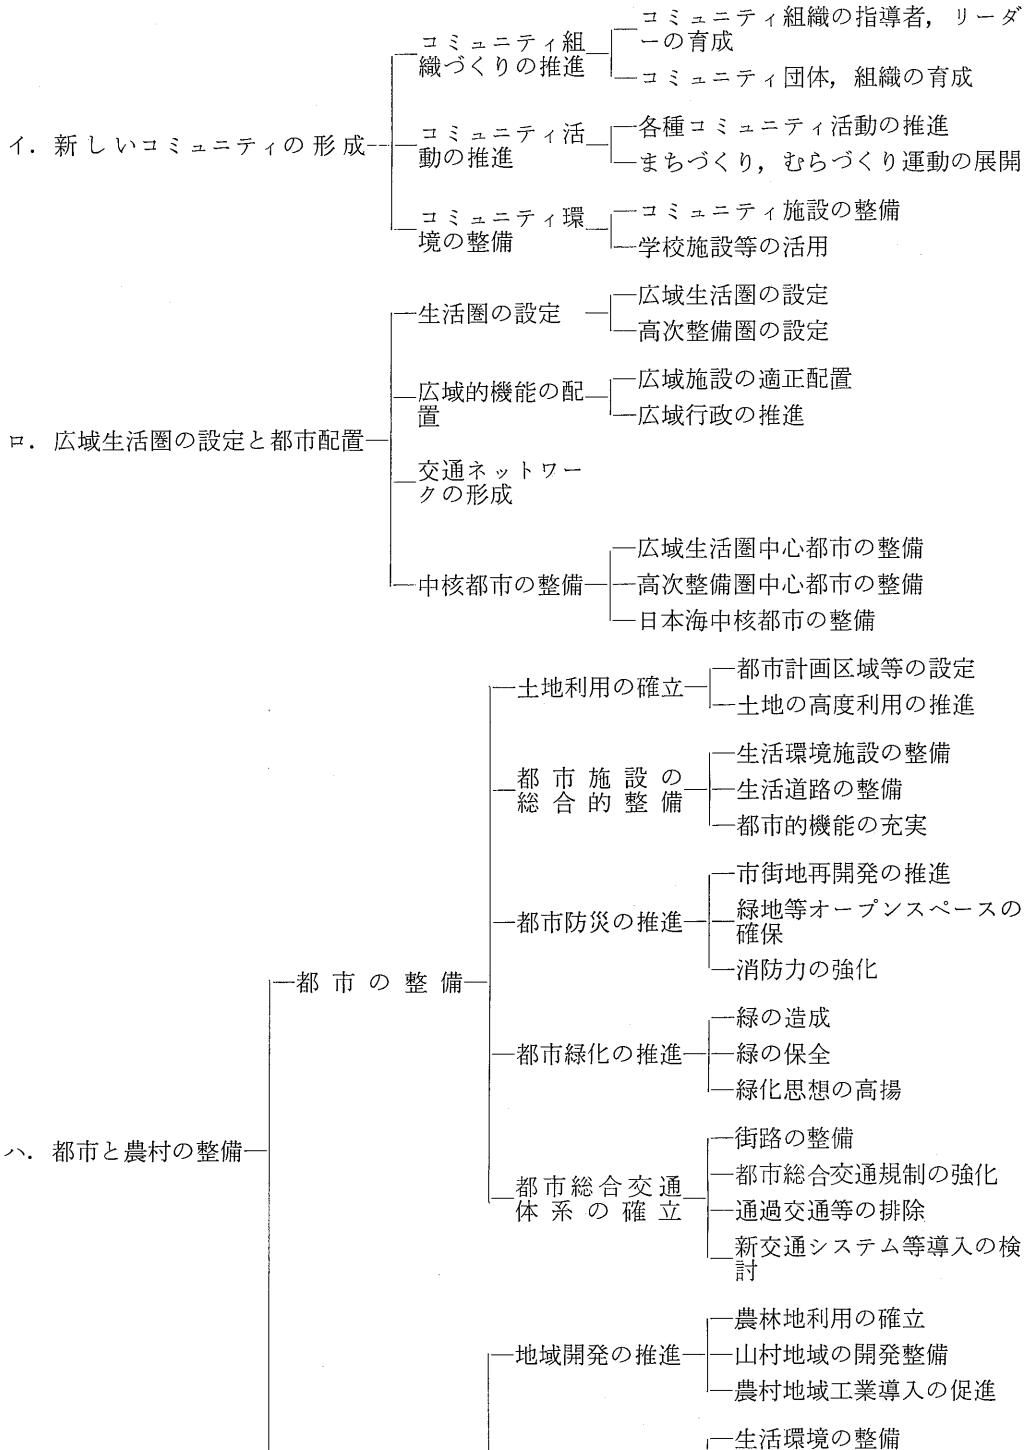 イ. 新しいコミュニティの形成
コミュニティ組
織づくりの推進
コミュニティ組織の指導者, リーダ
ーの育成
コミュニティ団体, 組織の育成
コミュニティ活
動の推進
各種コミュニティ活動の推進
まちづくり, むらづくり運動の展開
コミュニティ環
境の整備
コミュニティ施設の整備
学校施設等の活用
ロ. 広域生活圏の設定と都市配置
生活圏の設定
広域生活圏の設定
高次整備圏の設定
広域的機能の配
置
広域施設の適正配置
広域行政の推進
交通ネットワー
クの形成
中核都市の整備
広域生活圏中心都市の整備
高次整備圏中心都市の整備
日本海中核都市の整備
ハ. 都市と農村の整備
都市の整備
土地利用の確立
都市計画区域等の設定
土地の高度利用の推進
都市施設の
総合的整備
生活環境施設の整備
生活道路の整備
都市的機能の充実
都市防災の推進
市街地再開発の推進
緑地等オープンスペースの
確保
消防力の強化
都市緑化の推進
緑の造成
緑の保全
緑化思想の高揚
都市総合交通
体系の確立
街路の整備
都市総合交通規制の強化
通過交通等の排除
新交通システム等導入の検
討
地域開発の推進
農林地利用の確立
山村地域の開発整備
農村地域工業導入の促進
生活環境の整備